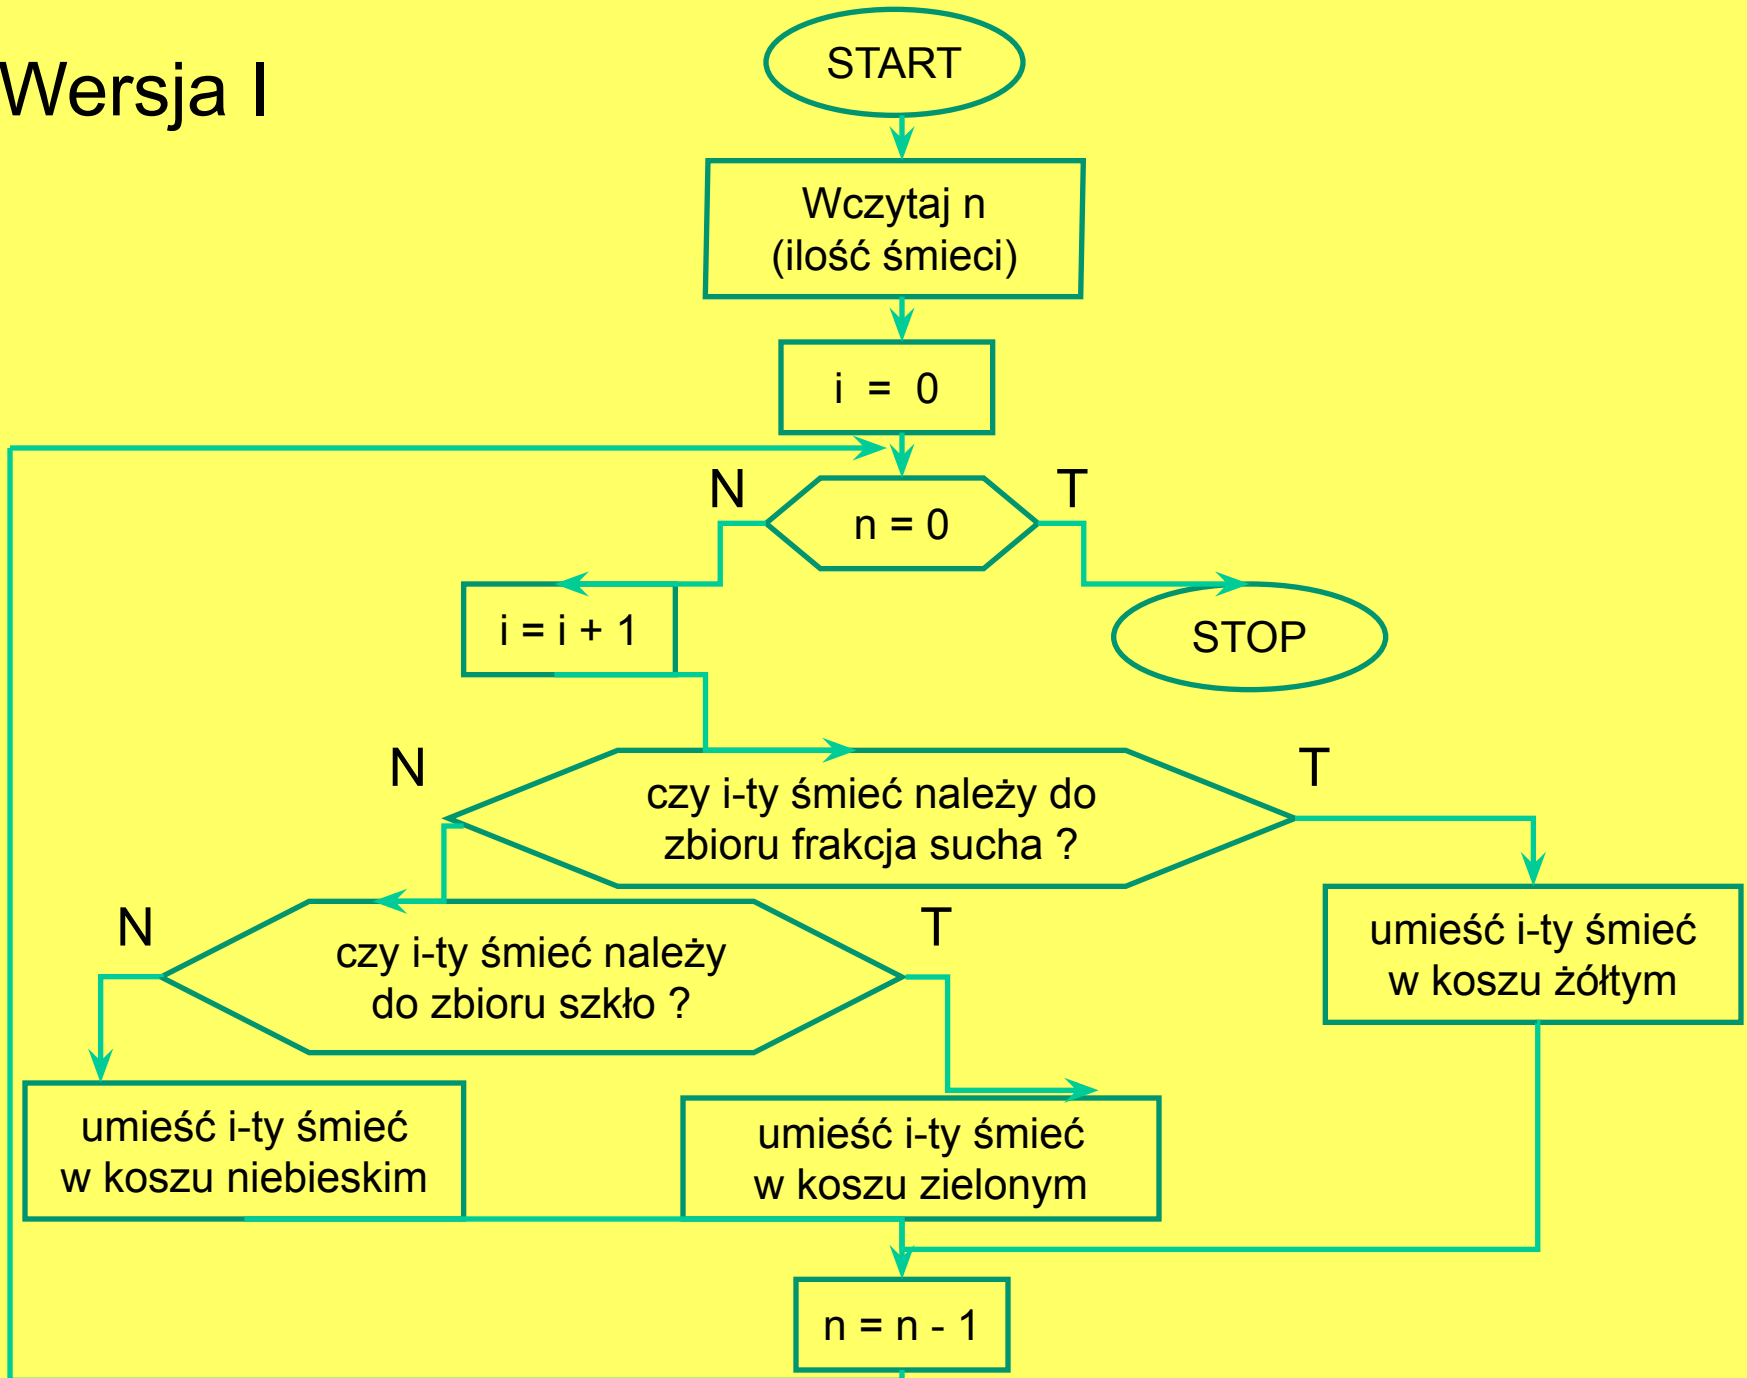 Wersja I
START
Wczytaj n
(ilość śmieci)
i = 0
N
T
n = 0
i = i + 1
STOP
N
T
czy i-ty śmieć należy do
zbioru frakcja sucha ?
N
T
czy i-ty śmieć należy
do zbioru szkło ?
umieść i-ty śmieć
w koszu żółtym
umieść i-ty śmieć
w koszu niebieskim
umieść i-ty śmieć
w koszu zielonym
n = n - 1